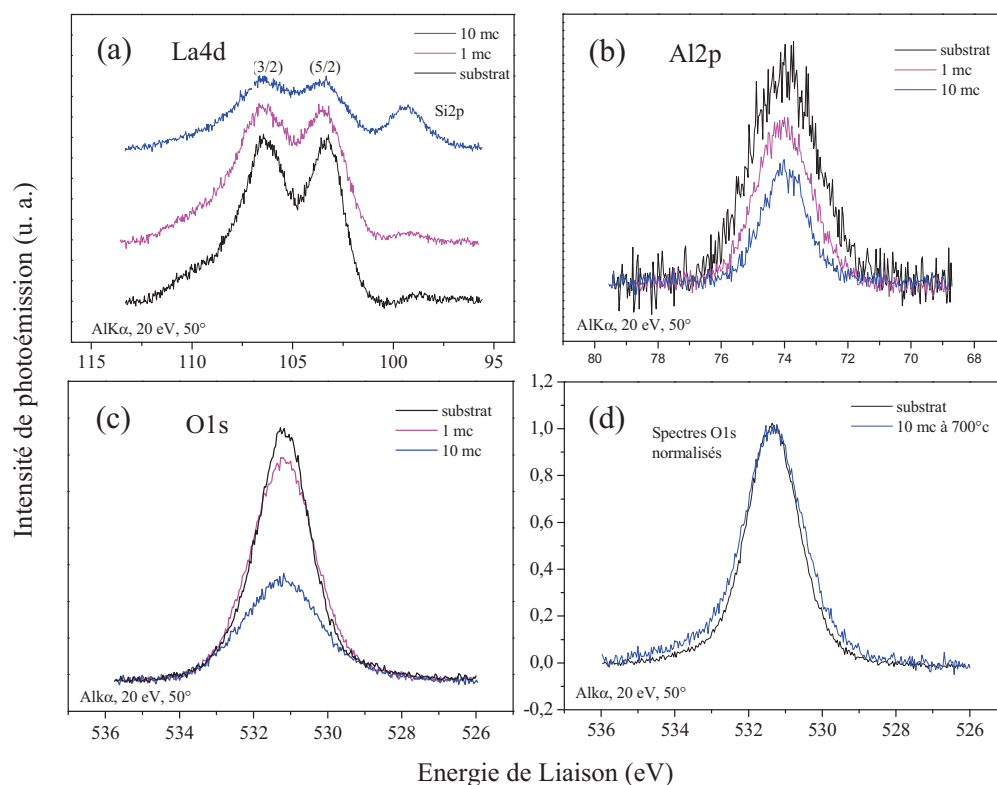 (a)
La4d
10 mc
1 mc
substrat
(3/2)
(5/2)
Si2p
AlKα, 20 eV, 50°
115
110
105
100
95
(b)
Al2p
substrat
1 mc
10 mc
AlKα, 20 eV, 50°
80
78
76
74
72
70
68
(c)
O1s
substrat
1 mc
10 mc
Alkα, 20 eV, 50°
536
534
532
530
528
526
(d)
substrat
10 mc à 700°c
Spectres O1s
normalisés
Alkα, 20 eV, 50°
1,2
1,0
0,8
0,6
0,4
0,2
0,0
-0,2
536
534
532
530
528
526
Intensité de photoémission (u. a.)
Energie de Liaison (eV)